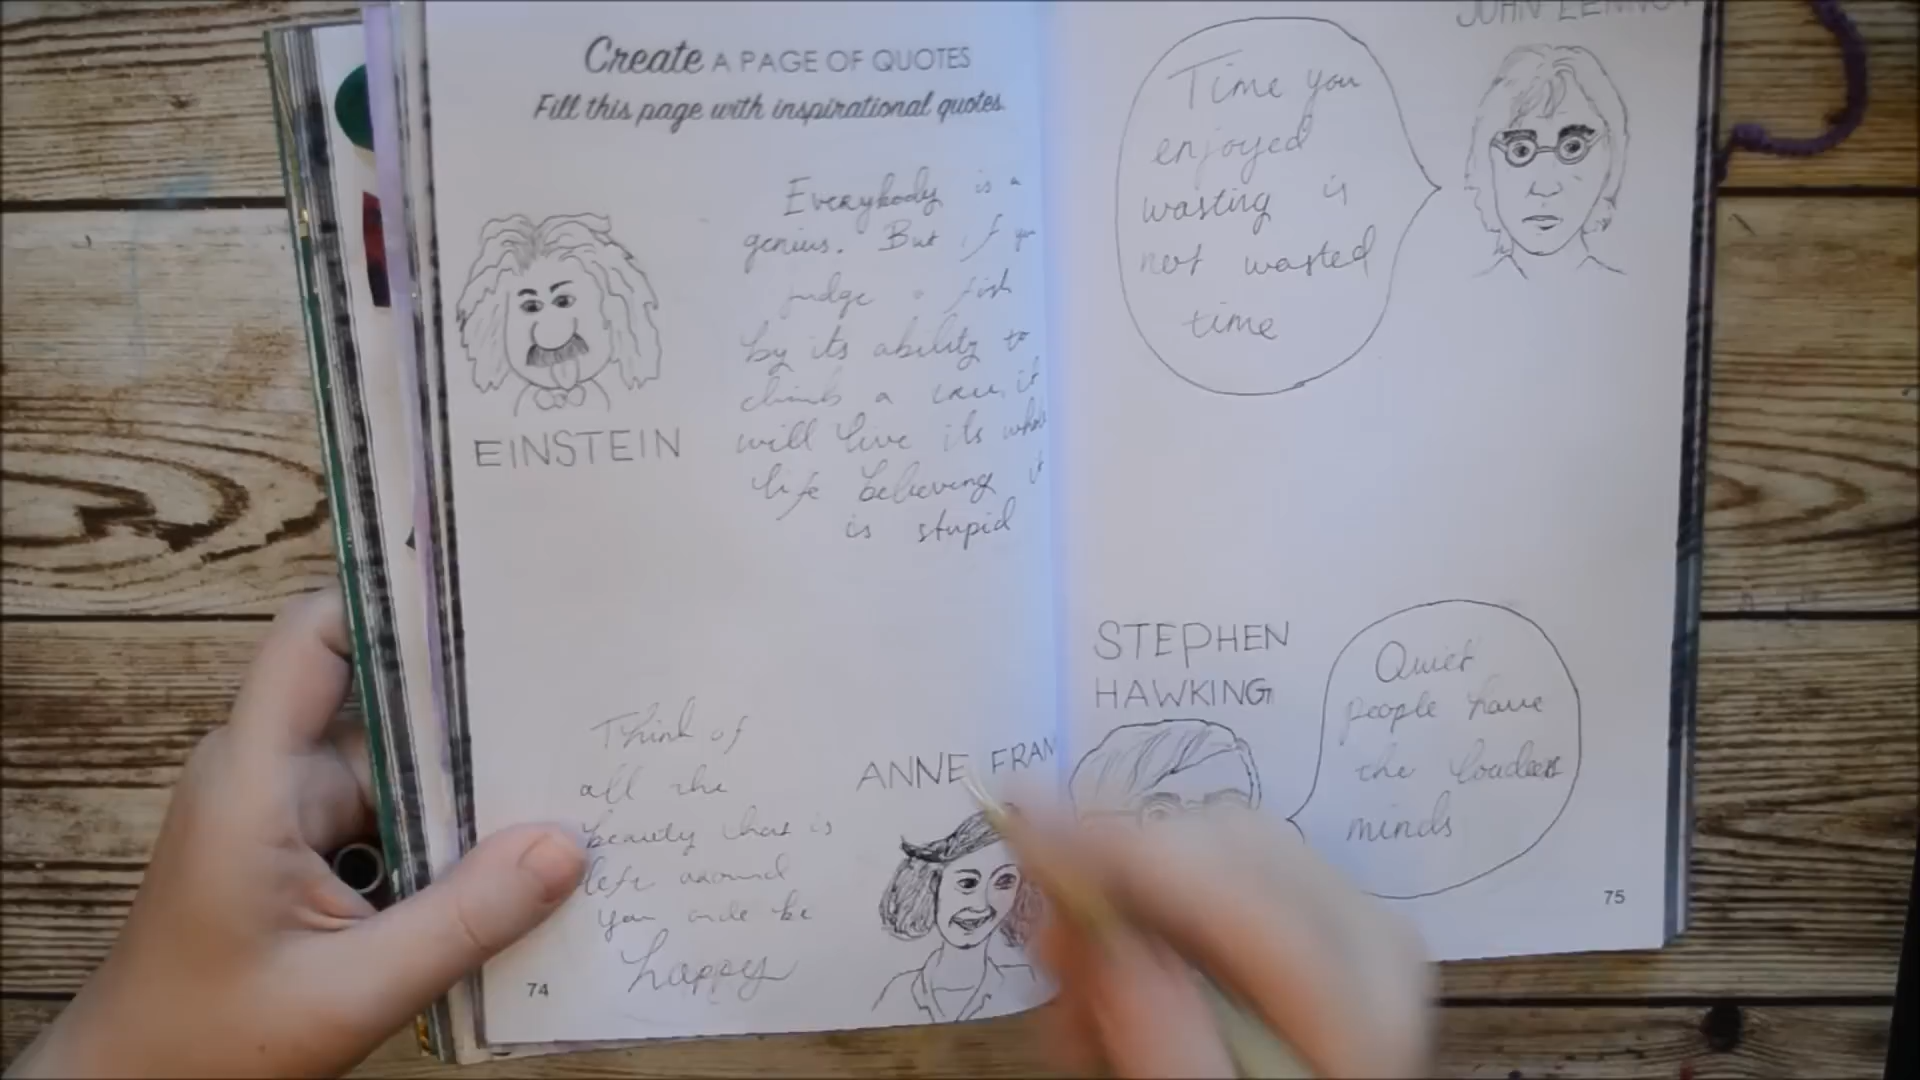 Create A PAGE OF QUOTES
Fill this page with inspirational quotes.
Everybody is a
genius. But if you
judge a fish
by its ability to
climb a tree, it
will live its whole
life believing it
is stupid
EINSTEIN
Think of
all the
beauty that is
left around
you and be
happy
ANNE FRAN
74
JOHN LENNO
Time you
enjoyed
wasting is
not wasted
time
STEPHEN
HAWKING
Quiet
people have
the loudest
minds
75